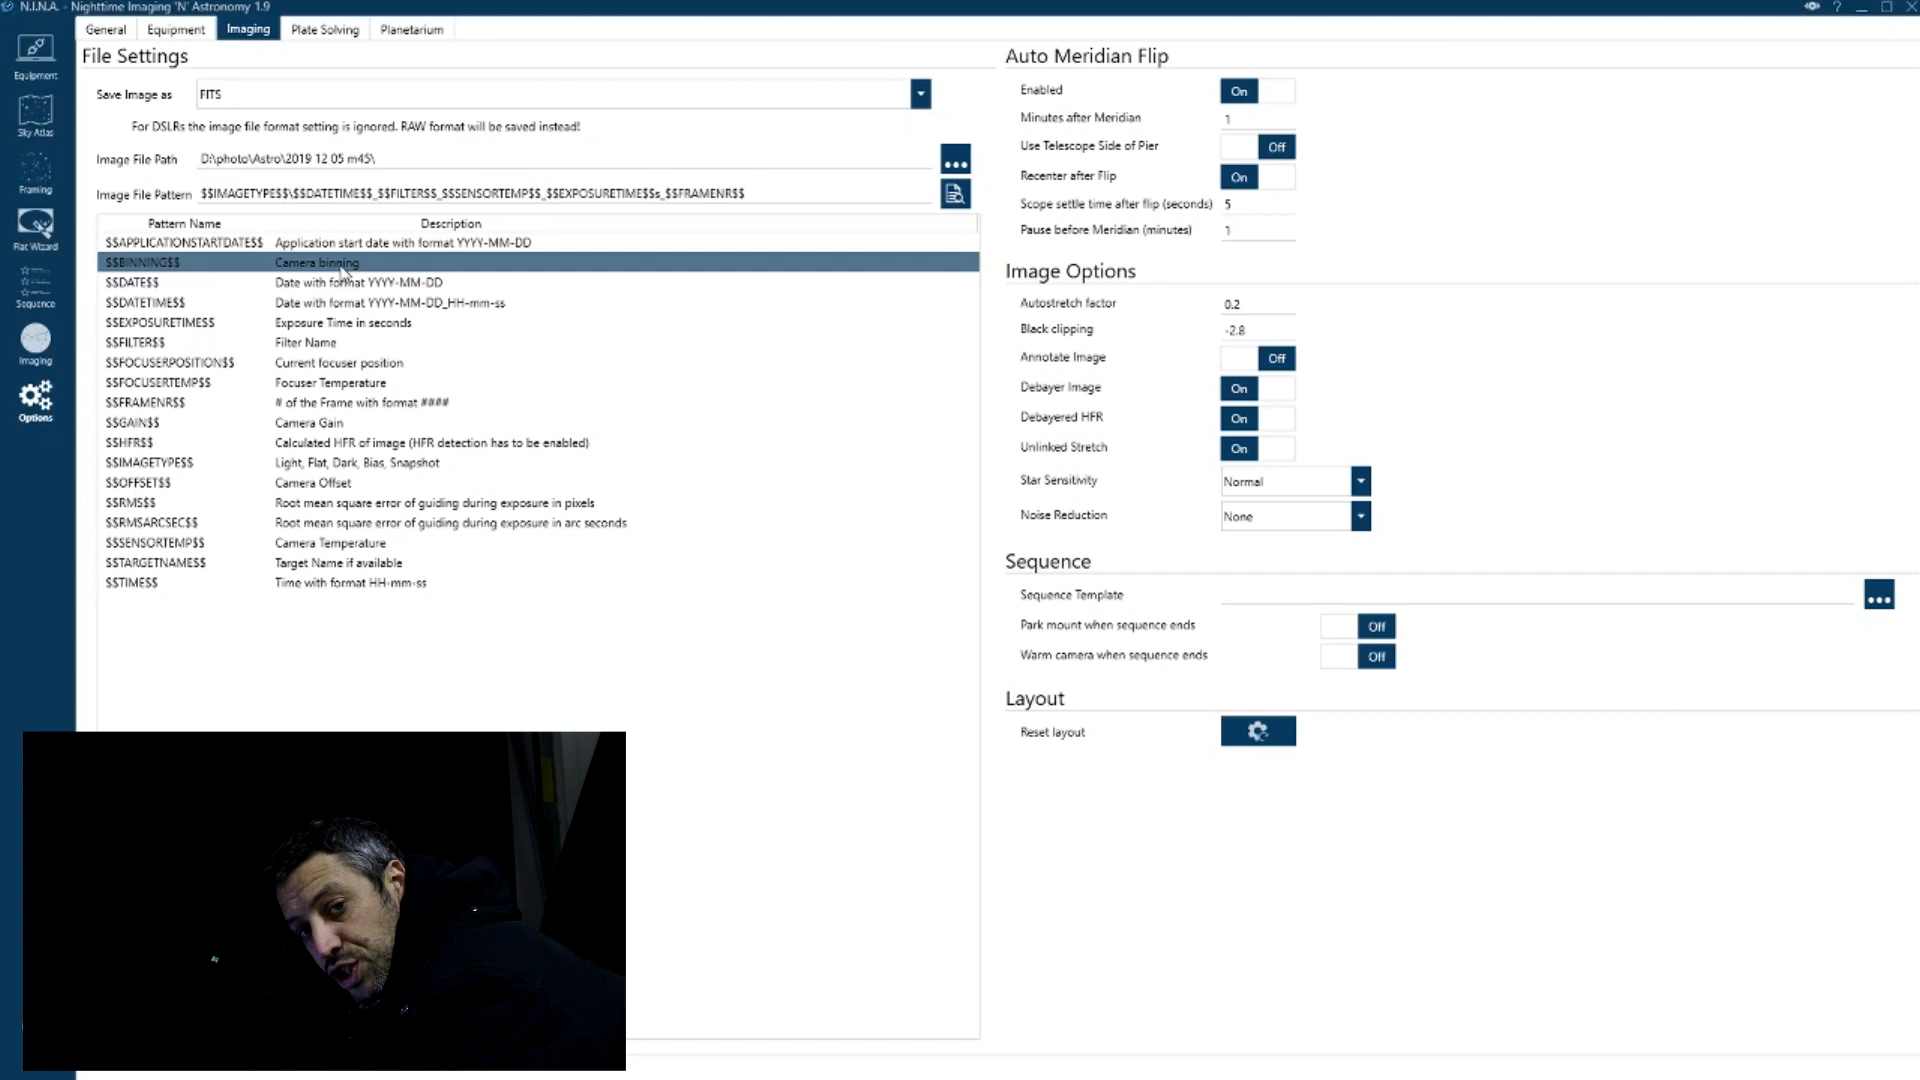 N.I.N.A. - Nighttime Imaging 'N' Astronomy 1.9
General
Equipment
Imaging
Plate Solving
Planetarium
Equipment
Sky Atlas
Framing
Flat Wizard
Sequence
Imaging
Options
File Settings
Save Image as FITS
For DSLRs the image file format setting is ignored. RAW format will be saved instead!
Image File Path D:\photo\Astro\2019 12 05 m45\
Image File Pattern $$IMAGETYPE$$\$$DATETIME$$_$$FILTER$$_$$SENSORTEMP$$_$$EXPOSURETIME$$s_$$FRAMENR$$
Pattern Name Description
$$APPLICATIONSTARTDATE$$ Application start date with format YYYY-MM-DD
$$BINNING$$ Camera binning
$$DATE$$ Date with format YYYY-MM-DD
$$DATETIME$$ Date with format YYYY-MM-DD_HH-mm-ss
$$EXPOSURETIME$$ Exposure Time in seconds
$$FILTER$$ Filter Name
$$FOCUSERPOSITION$$ Current focuser position
$$FOCUSERTEMP$$ Focuser Temperature
$$FRAMENR$$ # of the Frame with format ####
$$GAIN$$ Camera Gain
$$HFR$$ Calculated HFR of image (HFR detection has to be enabled)
$$IMAGETYPE$$ Light, Flat, Dark, Bias, Snapshot
$$OFFSET$$ Camera Offset
$$RMS$$ Root mean square error of guiding during exposure in pixels
$$RMSARCSEC$$ Root mean square error of guiding during exposure in arc seconds
$$SENSORTEMP$$ Camera Temperature
$$TARGETNAME$$ Target Name if available
$$TIME$$ Time with format HH-mm-ss
Auto Meridian Flip
Enabled On
Minutes after Meridian 1
Use Telescope Side of Pier Off
Recenter after Flip On
Scope settle time after flip (seconds) 5
Pause before Meridian (minutes) 1
Image Options
Autostretch factor 0.2
Black clipping -2.8
Annotate Image Off
Debayer Image On
Debayered HFR On
Unlinked Stretch On
Star Sensitivity Normal
Noise Reduction None
Sequence
Sequence Template
Park mount when sequence ends Off
Warm camera when sequence ends Off
Layout
Reset layout